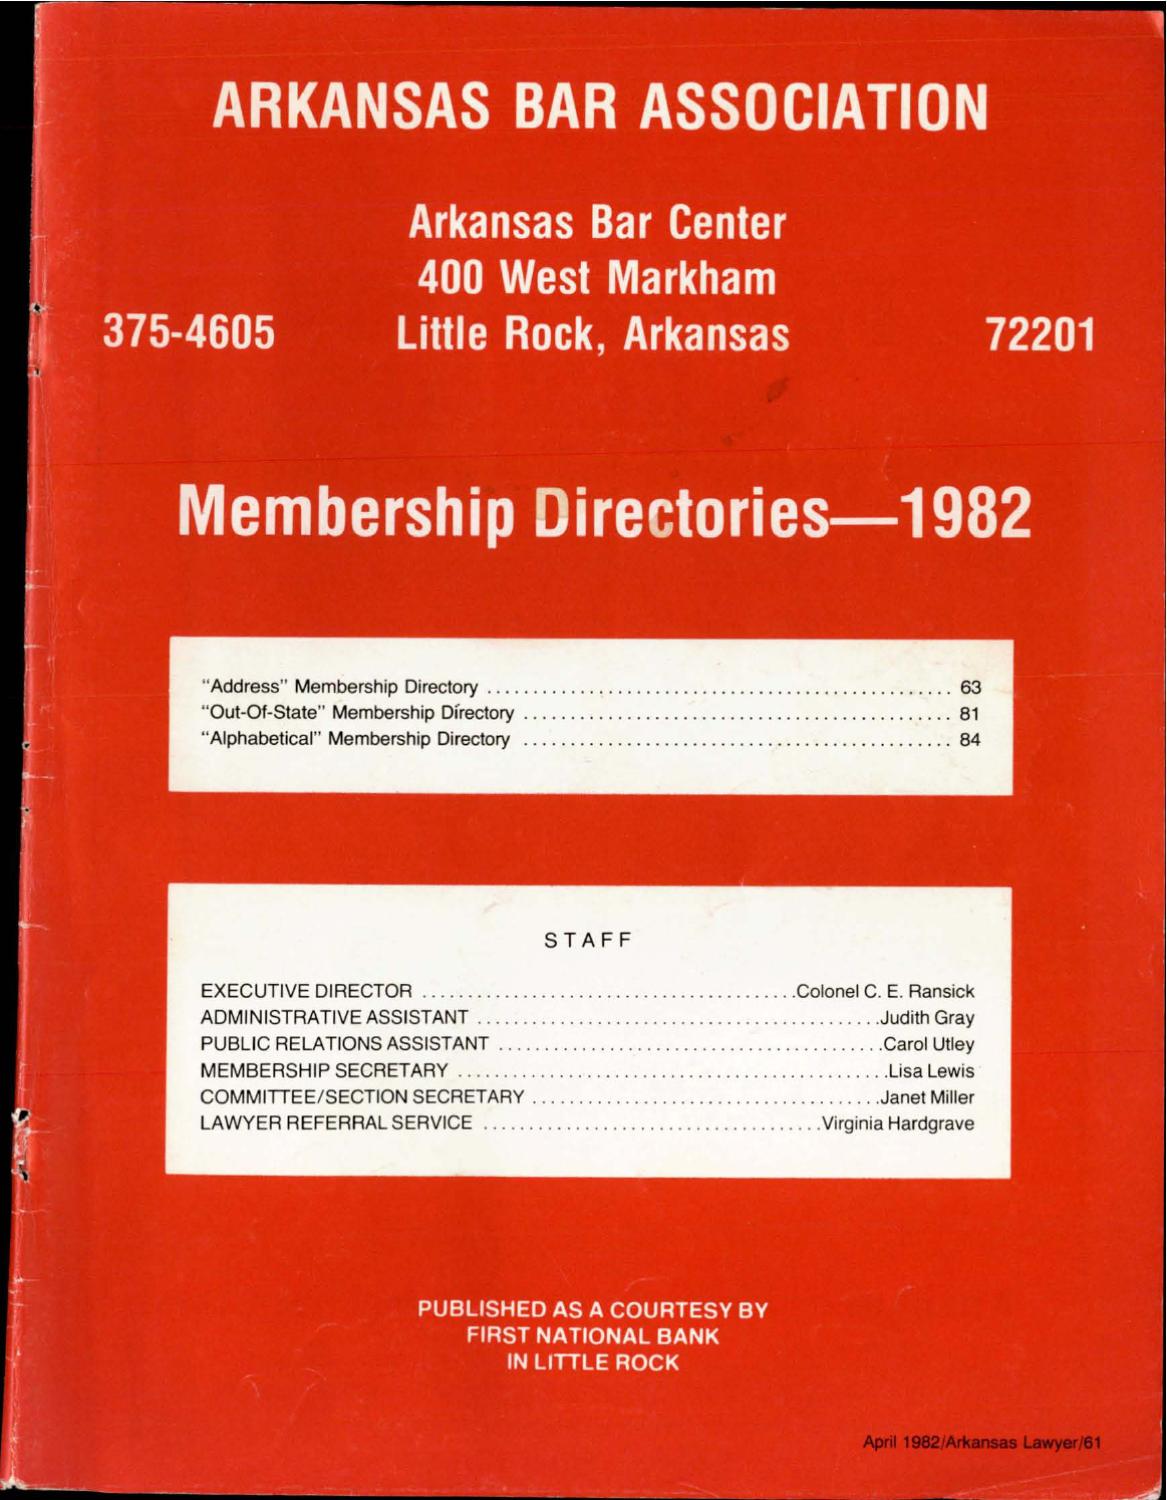 ARKANSAS BAR ASSOCIATION
Arkansas Bar Center
400 West Markham
375-4605 Little Rock, Arkansas 72201
Membership Directories—1982
"Address" Membership Directory .................................................. 63
"Out-Of-State" Membership Directory .............................................. 81
"Alphabetical" Membership Directory .............................................. 84
STAFF
EXECUTIVE DIRECTOR .........................................Colonel C. E. Ransick
ADMINISTRATIVE ASSISTANT ............................................Judith Gray
PUBLIC RELATIONS ASSISTANT ..........................................Carol Utley
MEMBERSHIP SECRETARY ...............................................Lisa Lewis
COMMITTEE/SECTION SECRETARY ......................................Janet Miller
LAWYER REFERRAL SERVICE .....................................Virginia Hardgrave
PUBLISHED AS A COURTESY BY
FIRST NATIONAL BANK
IN LITTLE ROCK
April 1982/Arkansas Lawyer/61